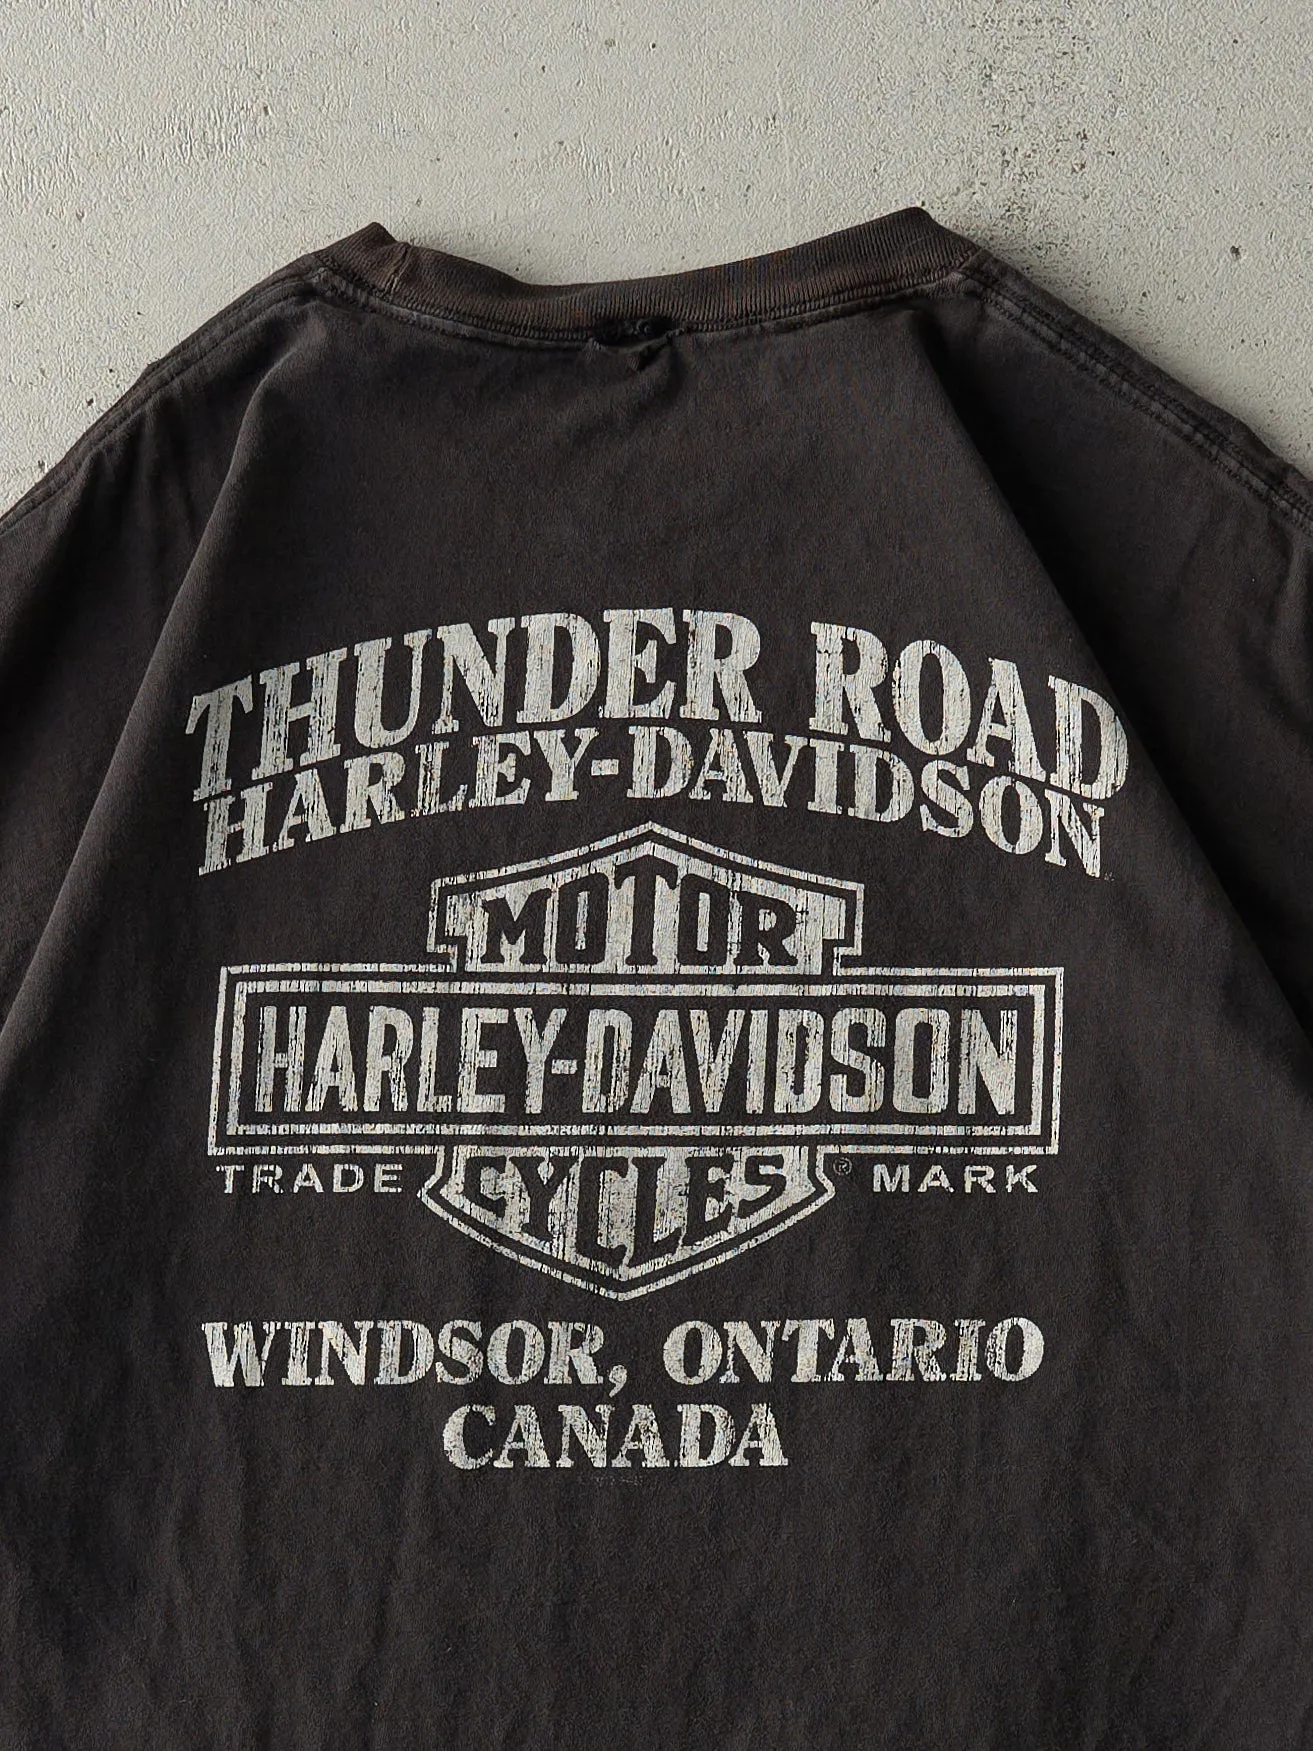 THUNDER ROAD
HARLEY-DAVIDSON
MOTOR
HARLEY-DAVIDSON
TRADE MARK
CYCLES ®
WINDSOR, ONTARIO
CANADA